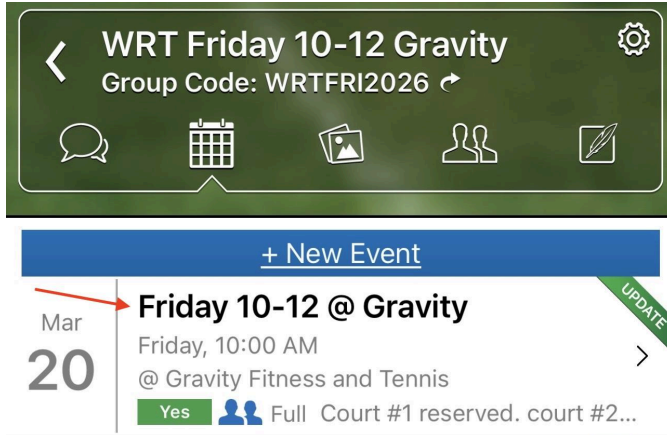 WRT Friday 10-12 Gravity
Group Code: WRTFRI2026
+ New Event
UPDATE
Friday 10-12 @ Gravity
Mar
Friday, 10:00 AM
20
@ Gravity Fitness and Tennis
Yes Full Court #1 reserved. court #2...